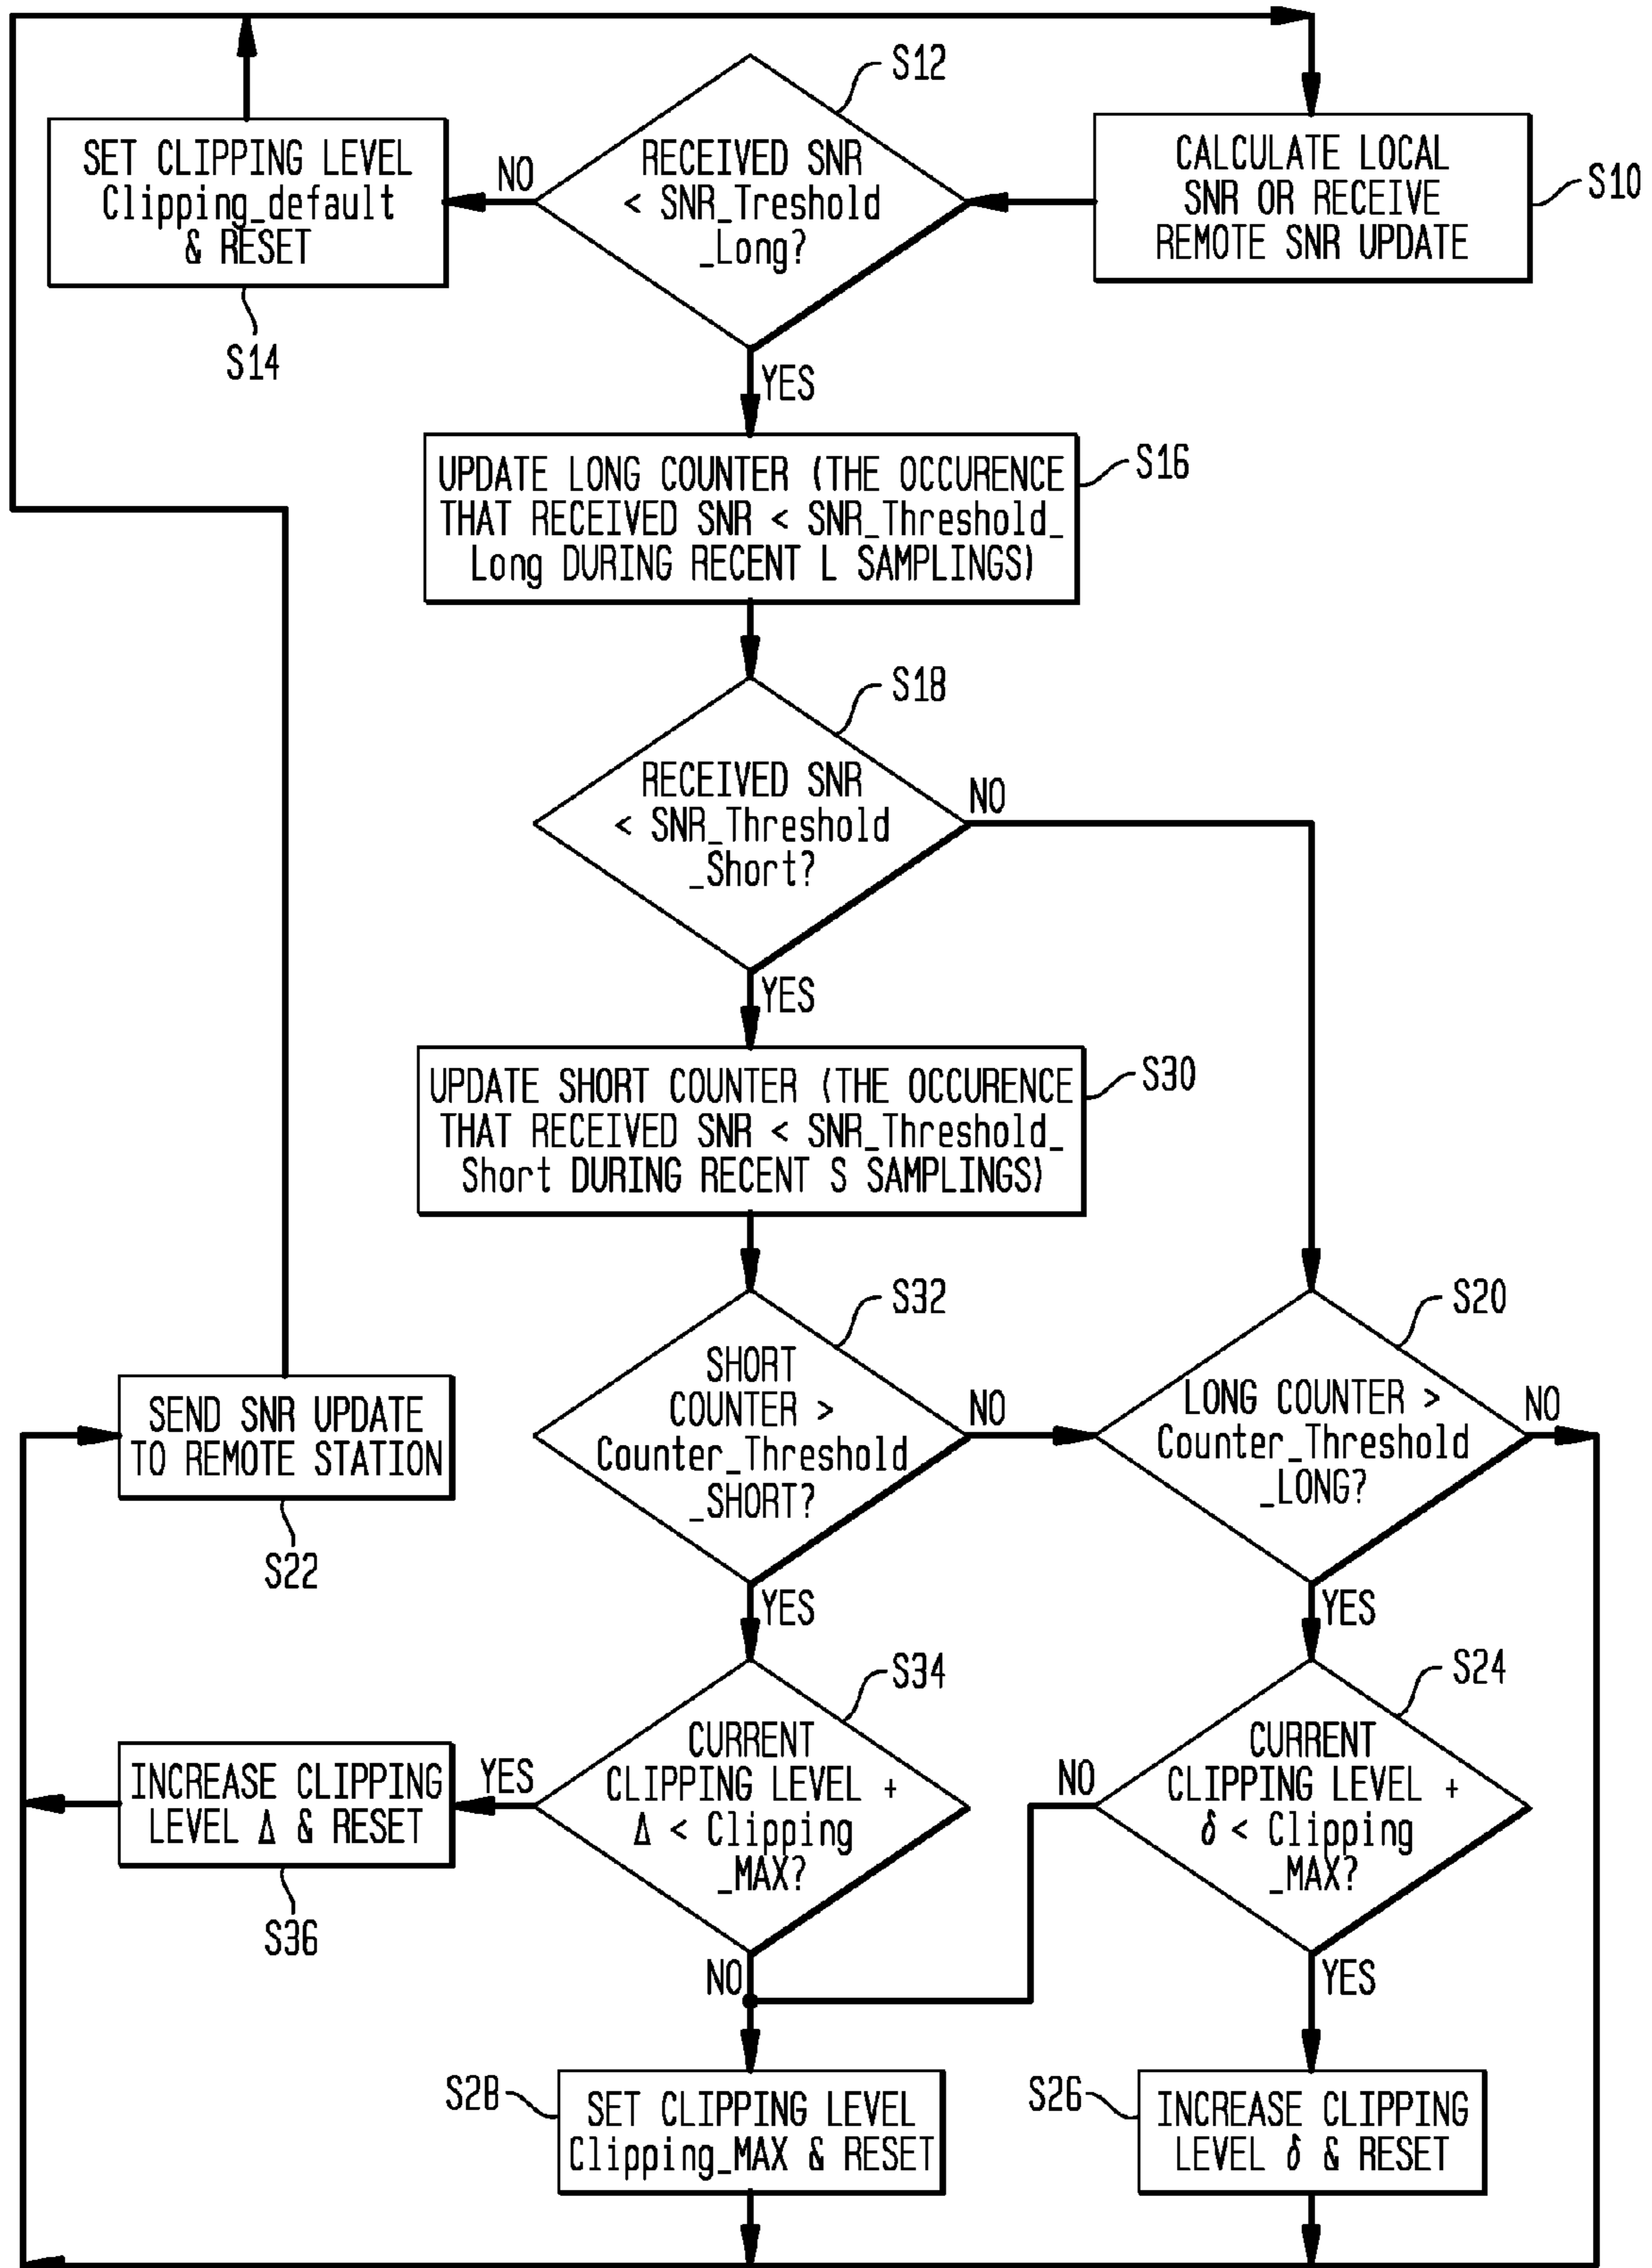 S12
RECEIVED SNR
< SNR_Treshold
_Long?
NO
YES
CALCULATE LOCAL
SNR OR RECEIVE
REMOTE SNR UPDATE
S10
SET CLIPPING LEVEL
Clipping_default
& RESET
S14
UPDATE LONG COUNTER (THE OCCURENCE
THAT RECEIVED SNR < SNR_Threshold_
Long DURING RECENT L SAMPLINGS)
S16
S18
RECEIVED SNR
< SNR_Threshold
_Short?
NO
YES
UPDATE SHORT COUNTER (THE OCCURENCE
THAT RECEIVED SNR < SNR_Threshold_
Short DURING RECENT S SAMPLINGS)
S30
S32
SHORT
COUNTER >
Counter_Threshold
_SHORT?
NO
YES
S20
LONG COUNTER >
Counter_Threshold
_LONG?
NO
YES
SEND SNR UPDATE
TO REMOTE STATION
S22
S34
CURRENT
CLIPPING LEVEL +
Δ < Clipping
_MAX?
YES
NO
S24
CURRENT
CLIPPING LEVEL +
δ < Clipping
_MAX?
NO
YES
INCREASE CLIPPING
LEVEL Δ & RESET
S36
S28
SET CLIPPING LEVEL
Clipping_MAX & RESET
S26
INCREASE CLIPPING
LEVEL δ & RESET